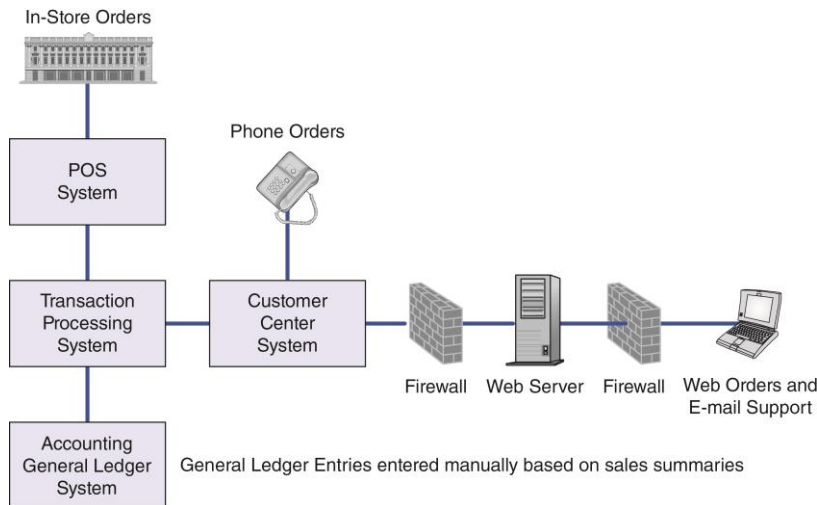 In-Store Orders
Phone Orders
POS
System
Transaction
Processing
System
Customer
Center
System
Firewall
Web Server
Firewall
Web Orders and
E-mail Support
Accounting
General Ledger
System
General Ledger Entries entered manually based on sales summaries